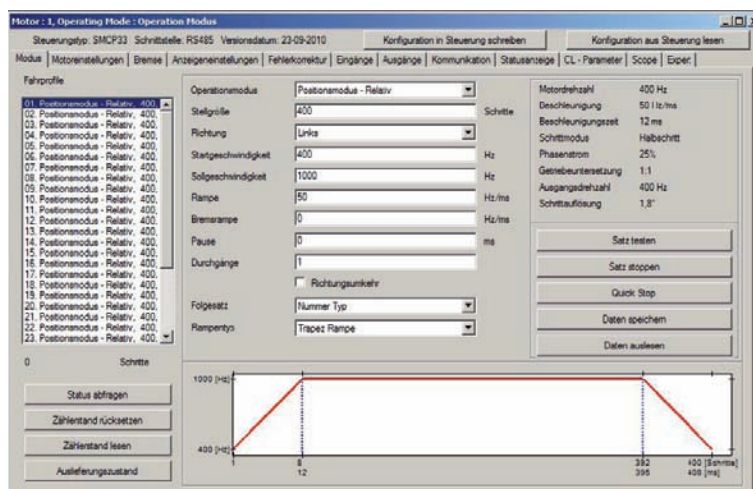 Motor : 1, Operating Mode : Operation Modus
Steuerungstyp: SMCP33 Schnittstelle: RS485 Versionsdatum: 23-09-2010
Konfiguration in Steuerung schreiben
Konfiguration aus Steuerung lesen
Modus Motoreinstellungen Bremse Anzeigeneinstellungen Fehlerkorrektur Eingänge Ausgänge Kommunikation Statusanzeige CL - Parameter Scope Exper.
Fahrprofile
01. Positionsmodus - Relativ, 400,
02. Positionsmodus - Relativ, 400,
03. Positionsmodus - Relativ, 400,
04. Positionsmodus - Relativ, 400,
05. Positionsmodus - Relativ, 400,
06. Positionsmodus - Relativ, 400,
07. Positionsmodus - Relativ, 400,
08. Positionsmodus - Relativ, 400,
09. Positionsmodus - Relativ, 400,
10. Positionsmodus - Relativ, 400,
11. Positionsmodus - Relativ, 400,
12. Positionsmodus - Relativ, 400,
13. Positionsmodus - Relativ, 400,
14. Positionsmodus - Relativ, 400,
15. Positionsmodus - Relativ, 400,
16. Positionsmodus - Relativ, 400,
17. Positionsmodus - Relativ, 400,
18. Positionsmodus - Relativ, 400,
19. Positionsmodus - Relativ, 400,
20. Positionsmodus - Relativ, 400,
21. Positionsmodus - Relativ, 400,
22. Positionsmodus - Relativ, 400,
23. Positionsmodus - Relativ, 400,
0 Schritte
Status abfragen
Zählerstand rücksetzen
Zählerstand lesen
Auslieferungszustand
Operationsmodus Positionsmodus - Relativ
Stellgröße 400 Schritte
Richtung Links
Startgeschwindigkeit 400 Hz
Sollgeschwindigkeit 1000 Hz
Rampe 50 Hz/ms
Bremsrampe 0 Hz/ms
Pause 0 ms
Durchgänge 1
Richtungsumkehr
Folgesatz Nummer Typ
Rampentyp Trapez Rampe
Motordrehzahl 400 Hz
Beschleunigung 50 Hz/ms
Beschleunigungszeit 12 ms
Schrittmodus Halbschritt
Phasenstrom 25%
Getriebeuntersetzung 1:1
Ausgangsdrehzahl 400 Hz
Schrittauflösung 1,8°
Satz testen
Satz stoppen
Quick Stop
Daten speichern
Daten auslesen
1000 [Hz]
400 [Hz]
1 8 392 400 [Schritte]
12 395 408 [ms]